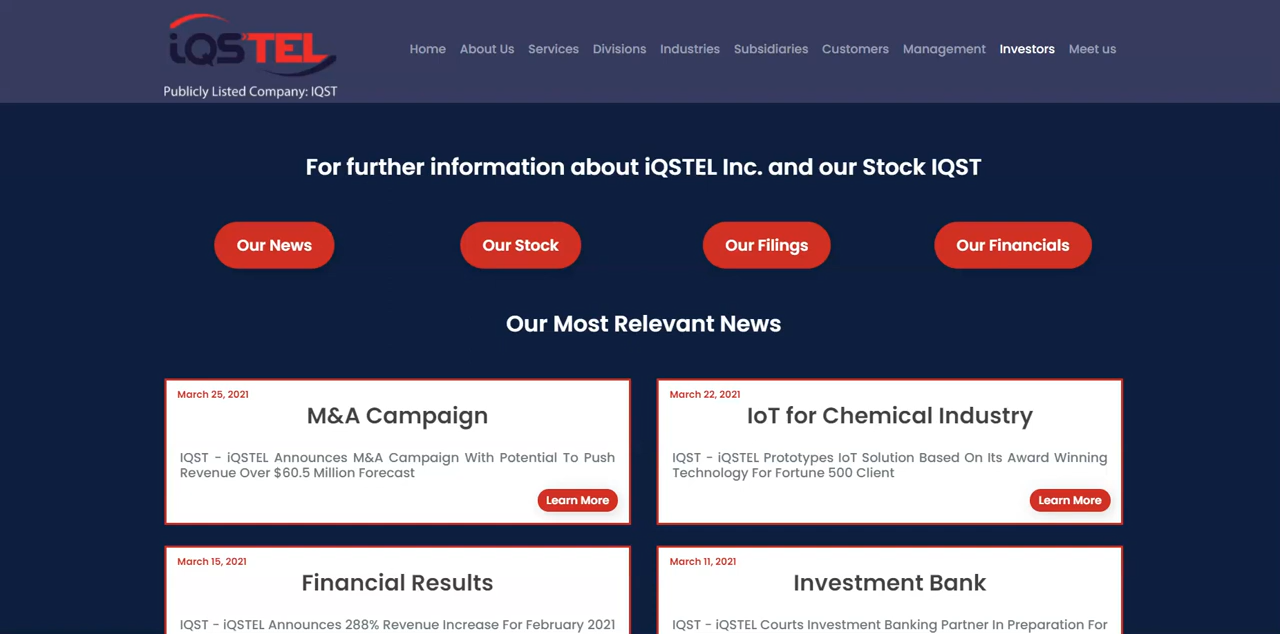 iQSTEL
Publicly Listed Company: IQST
Home About Us Services Divisions Industries Subsidiaries Customers Management Investors Meet us
For further information about iQSTEL Inc. and our Stock IQST
Our News Our Stock Our Filings Our Financials
Our Most Relevant News
March 25, 2021
M&A Campaign
IQST - iQSTEL Announces M&A Campaign With Potential To Push
Revenue Over $60.5 Million Forecast
Learn More
March 22, 2021
IoT for Chemical Industry
IQST - iQSTEL Prototypes IoT Solution Based On Its Award Winning
Technology For Fortune 500 Client
Learn More
March 15, 2021
Financial Results
IQST - iQSTEL Announces 288% Revenue Increase For February 2021
March 11, 2021
Investment Bank
IQST - iQSTEL Courts Investment Banking Partner In Preparation For